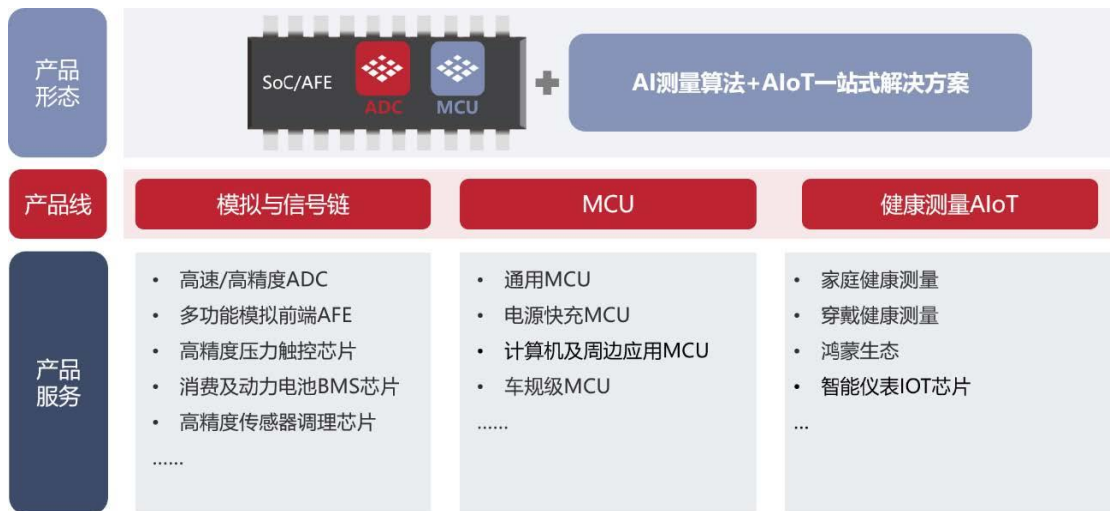 产品
形态
SoC/AFE
ADC
MCU
AI测量算法+AIoT一站式解决方案
产品线
模拟与信号链
MCU
健康测量AIoT
产品
服务
• 高速/高精度ADC
• 多功能模拟前端AFE
• 高精度压力触控芯片
• 消费及动力电池BMS芯片
• 高精度传感器调理芯片
......
• 通用MCU
• 电源快充MCU
• 计算机及周边应用MCU
• 车规级MCU
......
• 家庭健康测量
• 穿戴健康测量
• 鸿蒙生态
• 智能仪表IOT芯片
...